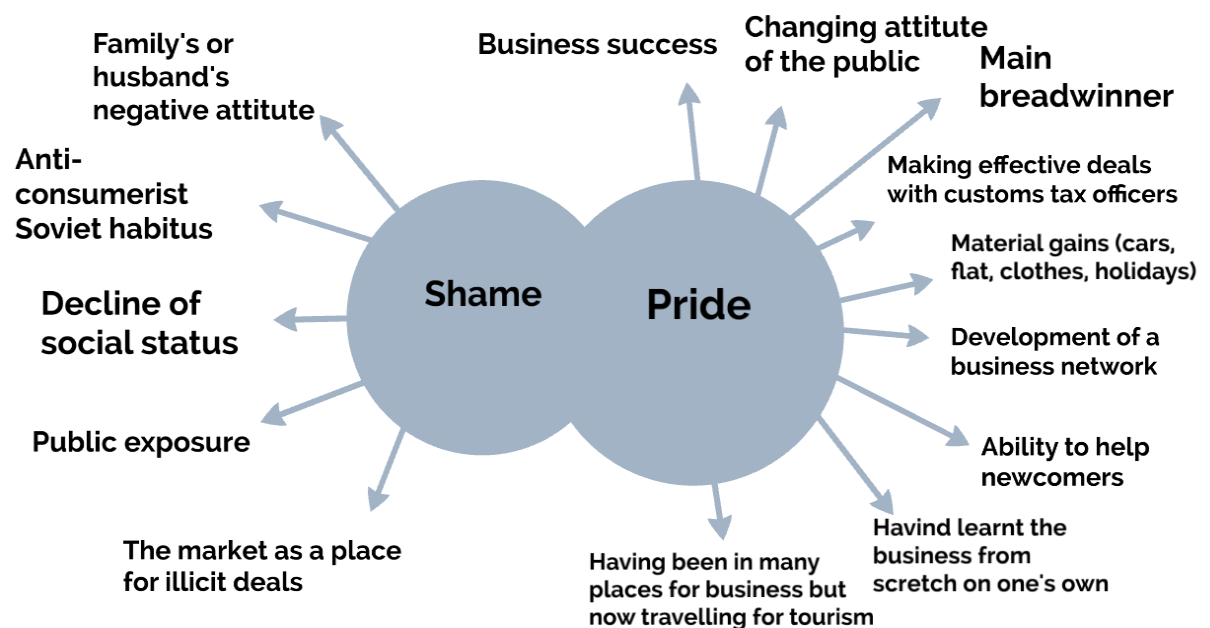 Family's or
husband's
negative attitute
Anti-
consumerist
Soviet habitus
Decline of
social status
Public exposure
The market as a place
for illicit deals
Shame
Pride
Business success
Changing attitute
of the public
Main
breadwinner
Making effective deals
with customs tax officers
Material gains (cars,
flat, clothes, holidays)
Development of a
business network
Ability to help
newcomers
Havind learnt the
business from
scretch on one's own
Having been in many
places for business but
now travelling for tourism